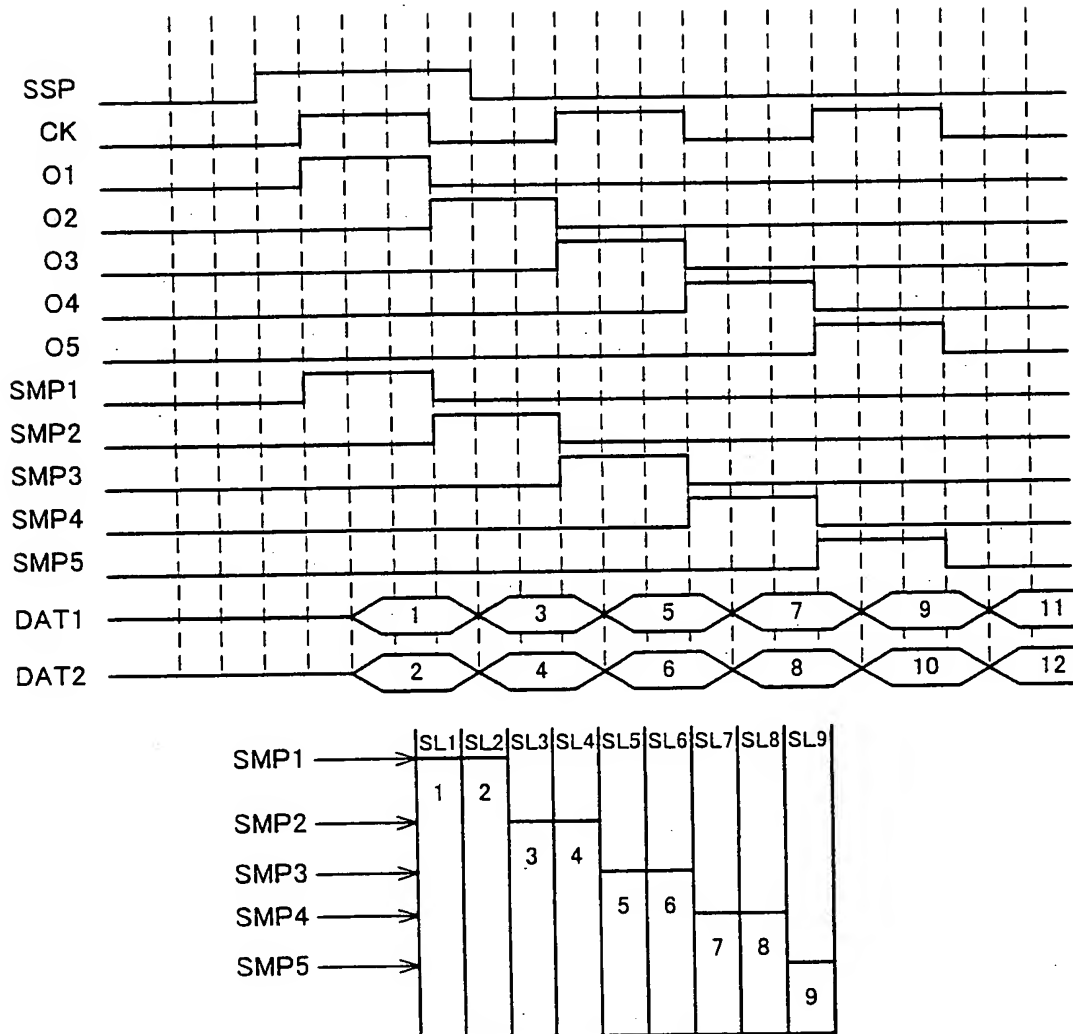 SSP
CK
O1
O2
O3
O4
O5
SMP1
SMP2
SMP3
SMP4
SMP5
DAT1 1 3 5 7 9 11
DAT2 2 4 6 8 10 12
SL1 SL2 SL3 SL4 SL5 SL6 SL7 SL8 SL9
SMP1
1 2
SMP2
3 4
SMP3
5 6
SMP4
7 8
SMP5
9